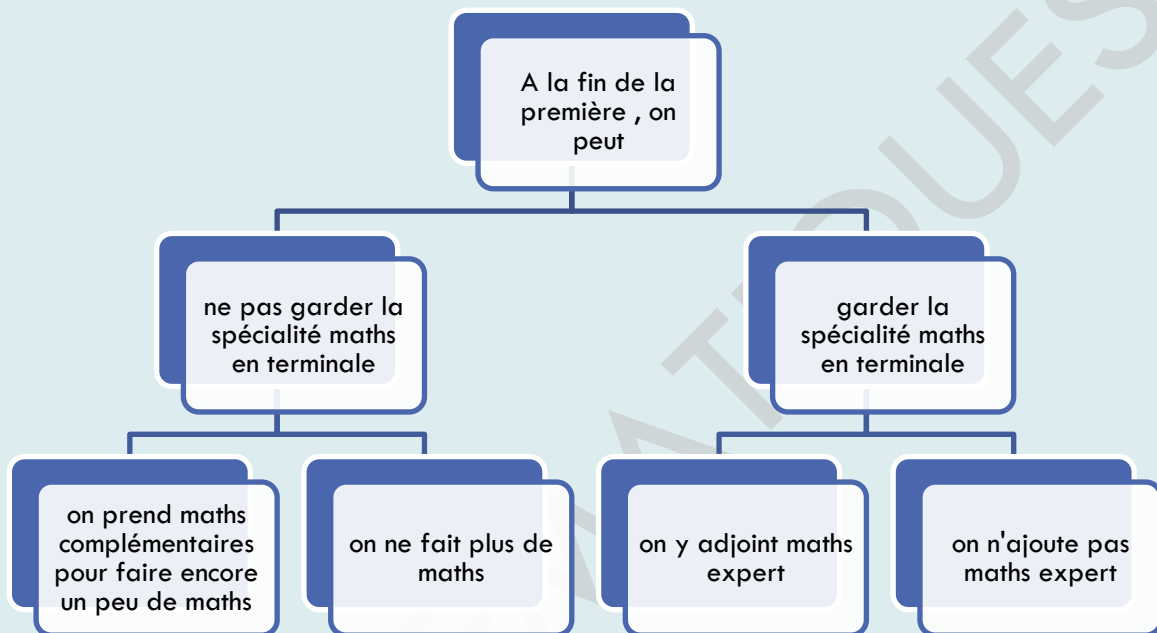 A la fin de la
première , on
peut
ne pas garder la
spécialité maths
en terminale
garder la
spécialité maths
en terminale
on prend maths
complémentaires
pour faire encore
un peu de maths
on ne fait plus de
maths
on y adjoint maths
expert
on n'ajoute pas
maths expert